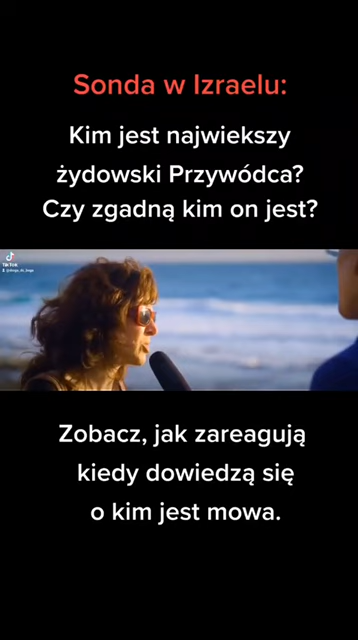 Sonda w Izraelu:
Kim jest najwiekszy
żydowski Przywódca?
Czy zgadną kim on jest?
TikTok
Zobacz, jak zareagują
kiedy dowiedzą się
o kim jest mowa.